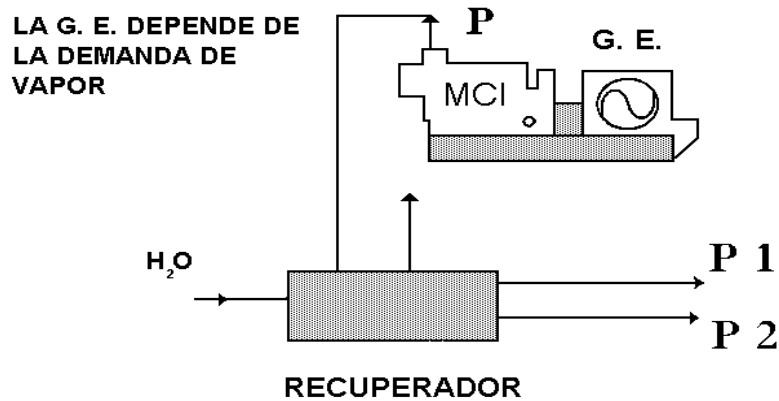 LA G. E. DEPENDE DE
LA DEMANDA DE
VAPOR
P
G. E.
MCI
H₂O
P 1
P 2
RECUPERADOR